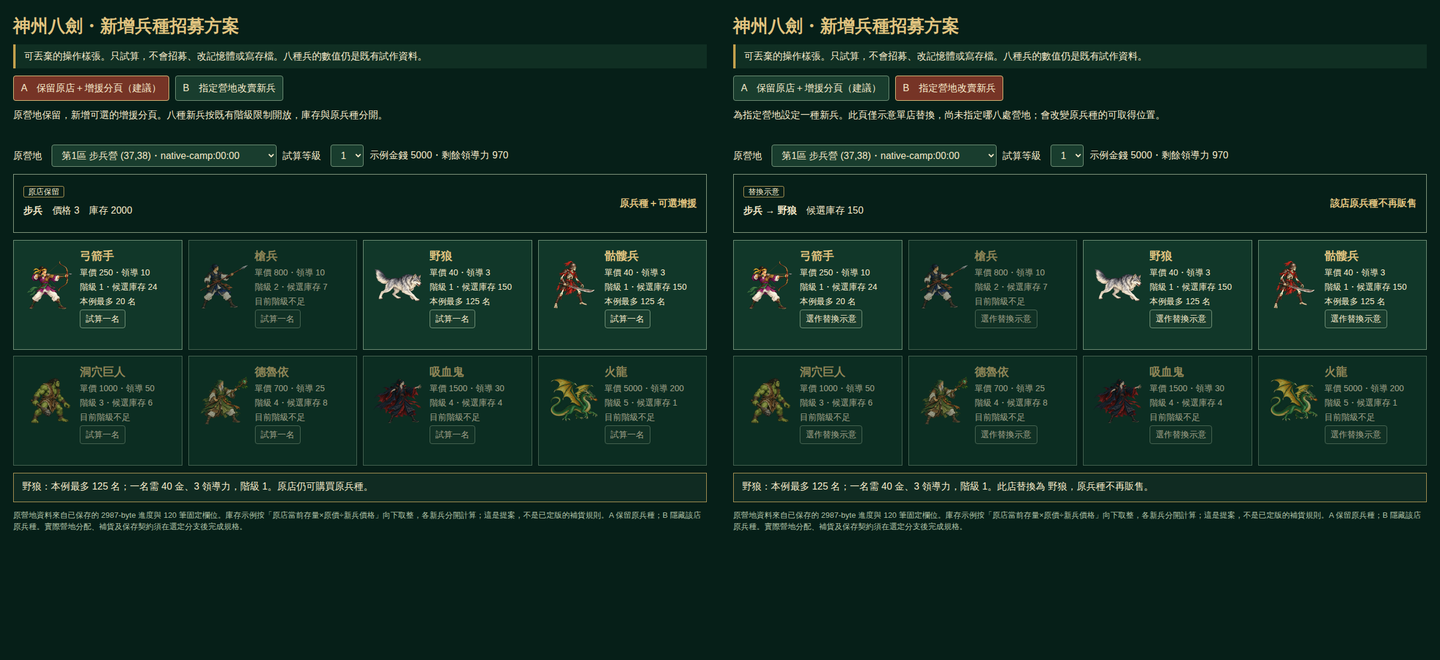 神州八劍・新增兵種招募方案
可丟棄的操作樣張。只試算，不會招募、改記憶體或寫存檔。八種兵的數值仍是既有試作資料。
A 保留原店＋增援分頁（建議）
B 指定營地改賣新兵
原營地保留，新增可選的增援分頁。八種新兵按既有階級限制開放，庫存與原兵種分開。
原營地
第1區 步兵營 (37,38)・native-camp:00:00
試算等級
1
示例金錢 5000・剩餘領導力 970
原店保留
步兵 價格 3 庫存 2000
原兵種＋可選增援
弓箭手
單價 250・領導 10
階級 1・候選庫存 24
本例最多 20 名
試算一名
槍兵
單價 800・領導 10
階級 2・候選庫存 7
目前階級不足
試算一名
野狼
單價 40・領導 3
階級 1・候選庫存 150
本例最多 125 名
試算一名
骷髏兵
單價 40・領導 3
階級 1・候選庫存 150
本例最多 125 名
試算一名
洞穴巨人
單價 1000・領導 50
階級 3・候選庫存 6
目前階級不足
試算一名
德魯依
單價 700・領導 25
階級 4・候選庫存 8
目前階級不足
試算一名
吸血鬼
單價 1500・領導 30
階級 4・候選庫存 4
目前階級不足
試算一名
火龍
單價 5000・領導 200
階級 5・候選庫存 1
目前階級不足
試算一名
野狼：本例最多 125 名；一名需 40 金、3 領導力，階級 1。原店仍可購買原兵種。
原營地資料來自已保存的 2987-byte 進度與 120 筆固定欄位。庫存示例按「原店當前存量×原價÷新兵價格」向下取整，各新兵分開計算；這是提案，不是已定版的補貨規則。A 保留原兵種；B 隱藏該店
原兵種。實際營地分配、補貨及保存契約須在選定分支後完成規格。
神州八劍・新增兵種招募方案
可丟棄的操作樣張。只試算，不會招募、改記憶體或寫存檔。八種兵的數值仍是既有試作資料。
A 保留原店＋增援分頁（建議）
B 指定營地改賣新兵
為指定營地設定一種新兵。此頁僅示意單店替換，尚未指定哪八處營地；會改變原兵種的可取得位置。
原營地
第1區 步兵營 (37,38)・native-camp:00:00
試算等級
1
示例金錢 5000・剩餘領導力 970
替換示意
步兵 → 野狼 候選庫存 150
該店原兵種不再販售
弓箭手
單價 250・領導 10
階級 1・候選庫存 24
本例最多 20 名
選作替換示意
槍兵
單價 800・領導 10
階級 2・候選庫存 7
目前階級不足
選作替換示意
野狼
單價 40・領導 3
階級 1・候選庫存 150
本例最多 125 名
選作替換示意
骷髏兵
單價 40・領導 3
階級 1・候選庫存 150
本例最多 125 名
選作替換示意
洞穴巨人
單價 1000・領導 50
階級 3・候選庫存 6
目前階級不足
選作替換示意
德魯依
單價 700・領導 25
階級 4・候選庫存 8
目前階級不足
選作替換示意
吸血鬼
單價 1500・領導 30
階級 4・候選庫存 4
目前階級不足
選作替換示意
火龍
單價 5000・領導 200
階級 5・候選庫存 1
目前階級不足
選作替換示意
野狼：本例最多 125 名；一名需 40 金、3 領導力，階級 1。此店替換為 野狼，原兵種不再販售。
原營地資料來自已保存的 2987-byte 進度與 120 筆固定欄位。庫存示例按「原店當前存量×原價÷新兵價格」向下取整，各新兵分開計算；這是提案，不是已定版的補貨規則。A 保留原兵種；B 隱藏該店
原兵種。實際營地分配、補貨及保存契約須在選定分支後完成規格。